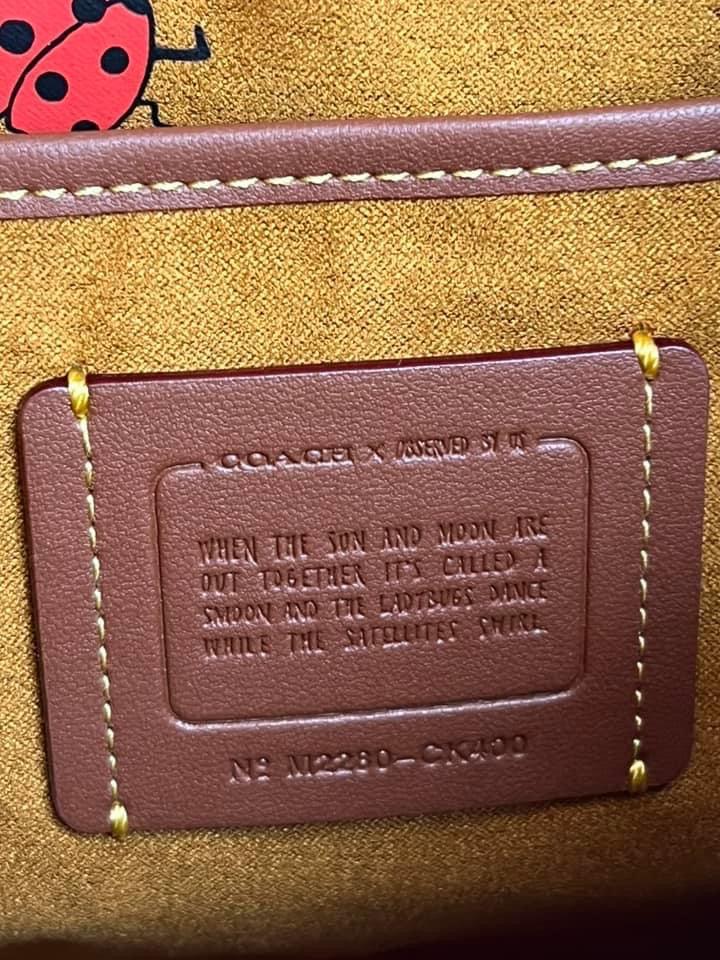 COACH X OBSERVED BY US
WHEN THE SUN AND MOON ARE
OUT TOGETHER IT'S CALLED A
SMOON AND THE LADYBUGS DANCE
WHILE THE SATELLITES SWIRL.
Nº M2280-CK400